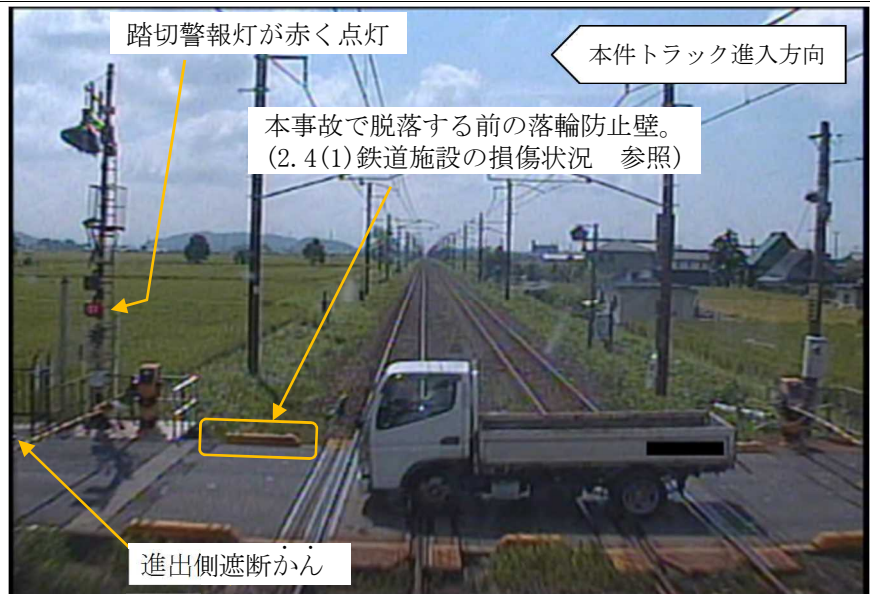 踏切警報灯が赤く点灯
本件トラック進入方向
本事故で脱落する前の落輪防止壁。
(2.4(1)鉄道施設の損傷状況　参照)
進出側遮断かん